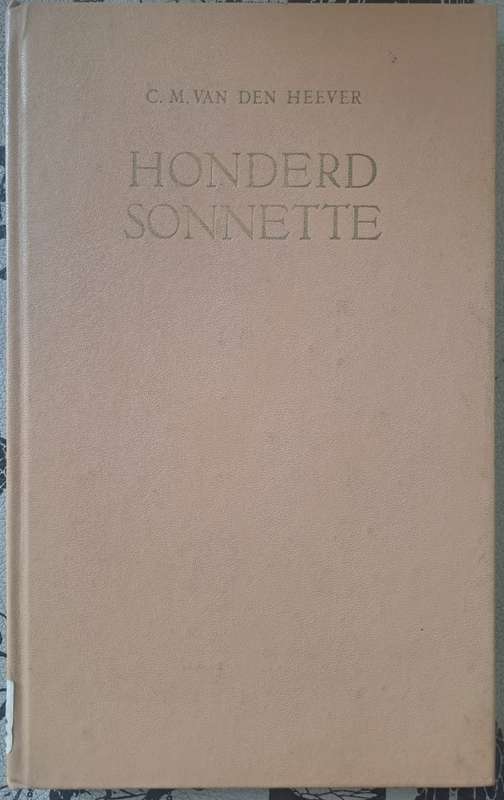 C. M. VAN DEN HEEVER
HONDERD
SONNETTE